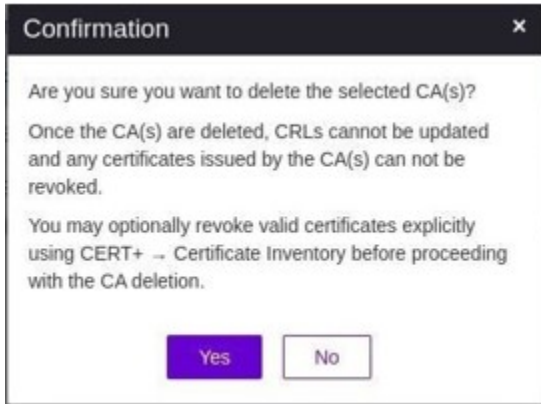 Confirmation ×
Are you sure you want to delete the selected CA(s)?
Once the CA(s) are deleted, CRLs cannot be updated
and any certificates issued by the CA(s) can not be
revoked.
You may optionally revoke valid certificates explicitly
using CERT+ → Certificate Inventory before proceeding
with the CA deletion.
Yes No